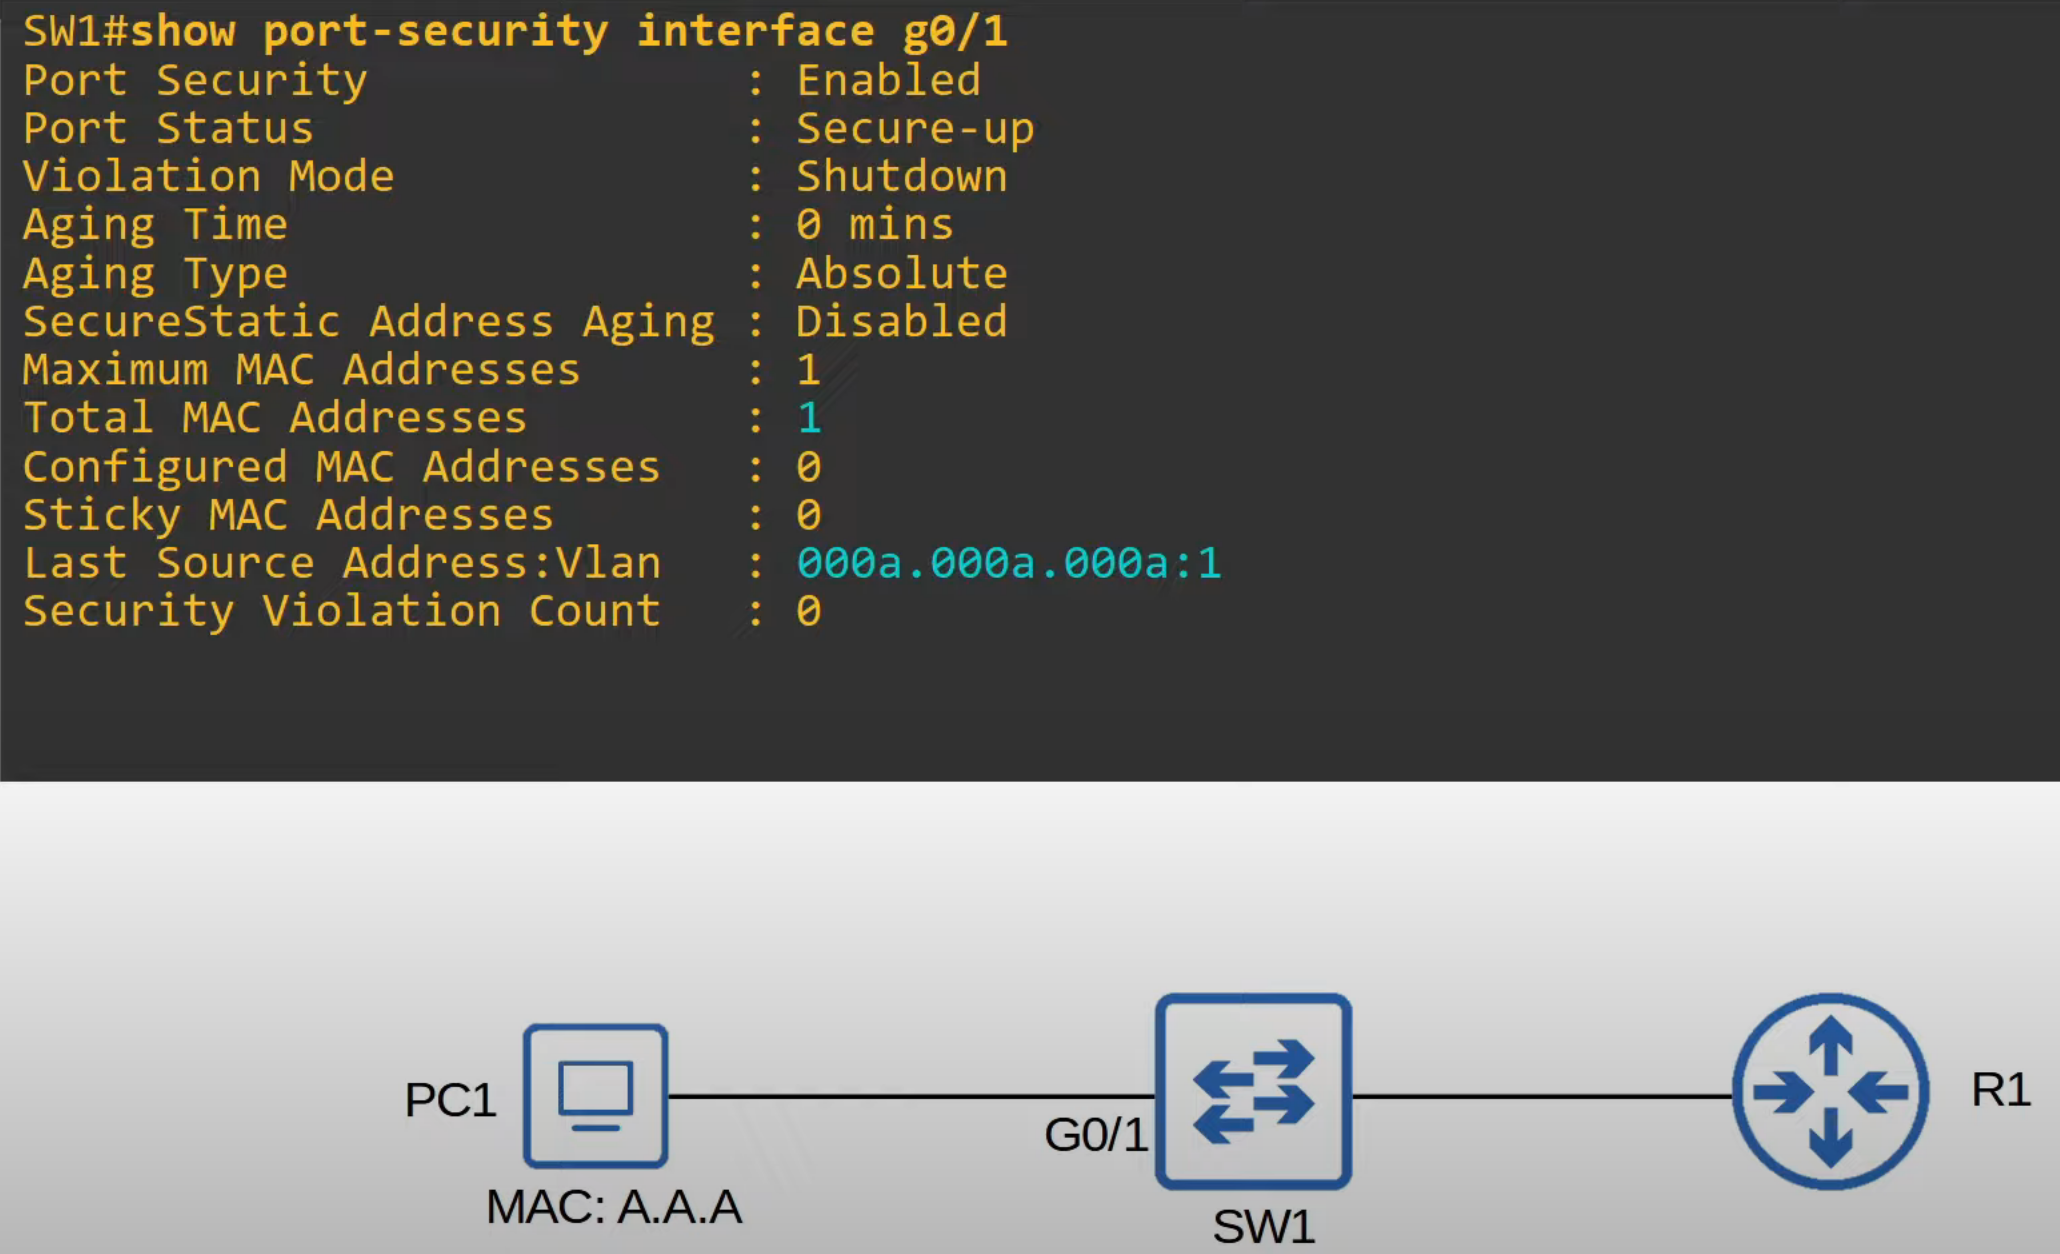 SW1#show port-security interface g0/1
Port Security : Enabled
Port Status : Secure-up
Violation Mode : Shutdown
Aging Time : 0 mins
Aging Type : Absolute
SecureStatic Address Aging : Disabled
Maximum MAC Addresses : 1
Total MAC Addresses : 1
Configured MAC Addresses : 0
Sticky MAC Addresses : 0
Last Source Address:Vlan : 000a.000a.000a:1
Security Violation Count : 0
PC1
G0/1
R1
MAC: A.A.A
SW1